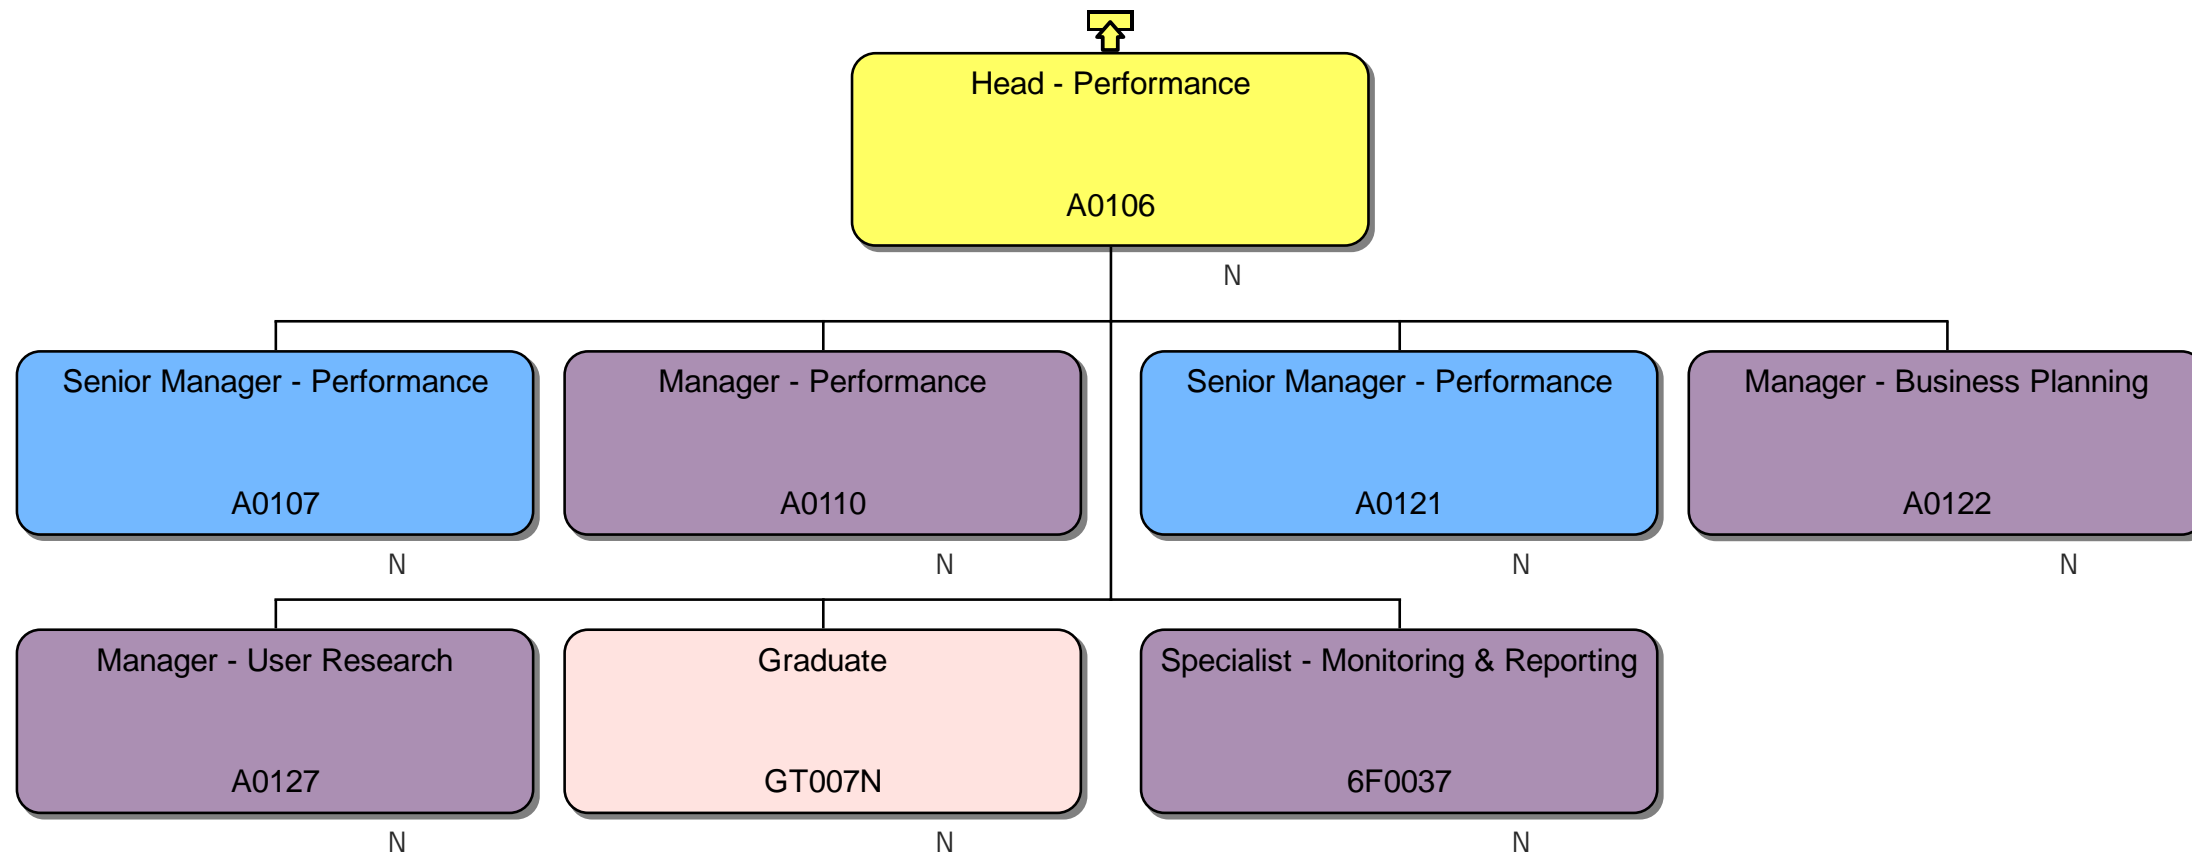 Head - Performance
A0106
N
Senior Manager - Performance
A0107
N
Manager - Performance
A0110
N
Senior Manager - Performance
A0121
N
Manager - Business Planning
A0122
N
Manager - User Research
A0127
N
Graduate
GT007N
N
Specialist - Monitoring & Reporting
6F0037
N